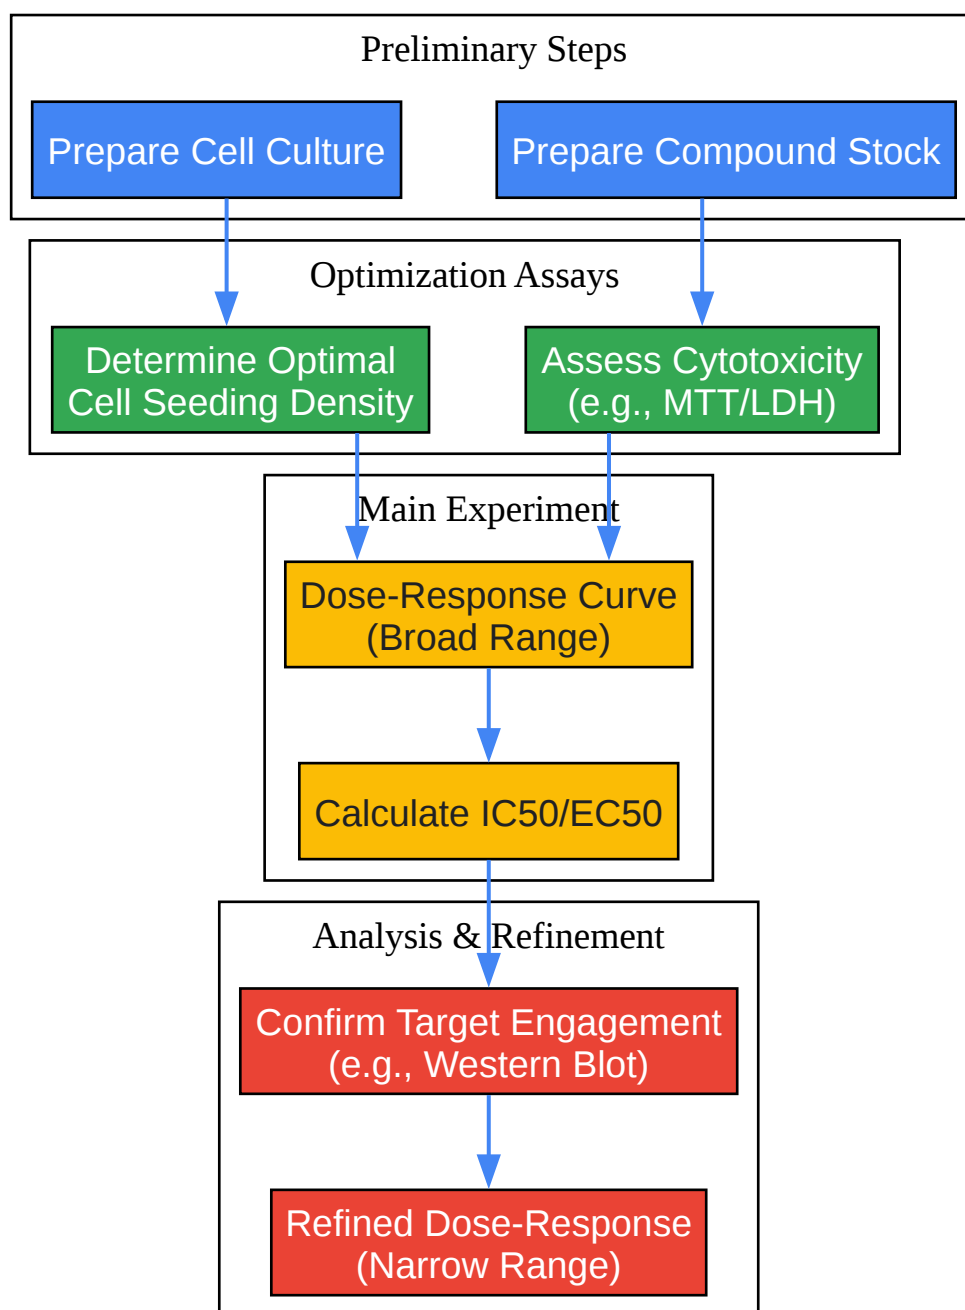 Preliminary Steps
Prepare Cell Culture
Prepare Compound Stock
Optimization Assays
Determine Optimal
Cell Seeding Density
Assess Cytotoxicity
(e.g., MTT/LDH)
Main Experiment
Dose-Response Curve
(Broad Range)
Calculate IC50/EC50
Analysis & Refinement
Confirm Target Engagement
(e.g., Western Blot)
Refined Dose-Response
(Narrow Range)